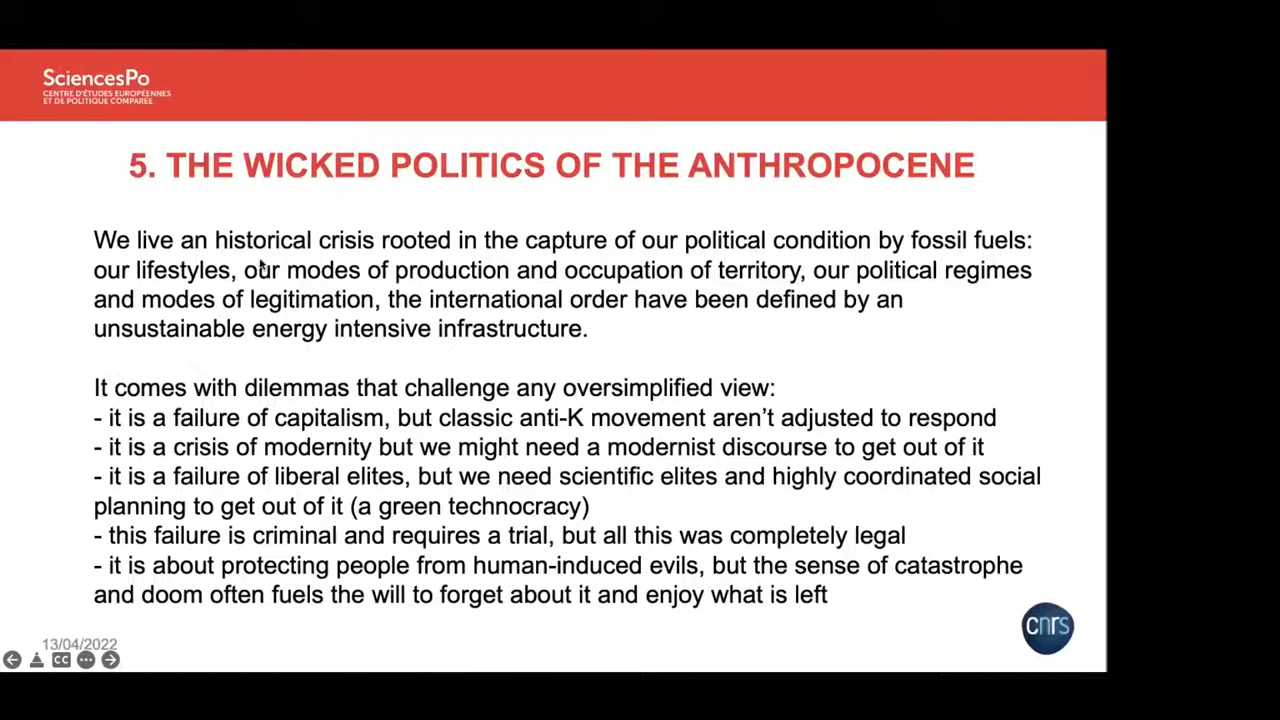 SciencesPo
CENTRE D'ÉTUDES EUROPÉENNES
ET DE POLITIQUE COMPARÉE
5. THE WICKED POLITICS OF THE ANTHROPOCENE
We live an historical crisis rooted in the capture of our political condition by fossil fuels:
our lifestyles, our modes of production and occupation of territory, our political regimes
and modes of legitimation, the international order have been defined by an
unsustainable energy intensive infrastructure.
It comes with dilemmas that challenge any oversimplified view:
- it is a failure of capitalism, but classic anti-K movement aren't adjusted to respond
- it is a crisis of modernity but we might need a modernist discourse to get out of it
- it is a failure of liberal elites, but we need scientific elites and highly coordinated social
planning to get out of it (a green technocracy)
- this failure is criminal and requires a trial, but all this was completely legal
- it is about protecting people from human-induced evils, but the sense of catastrophe
and doom often fuels the will to forget about it and enjoy what is left
cnrs
13/04/2022
CC